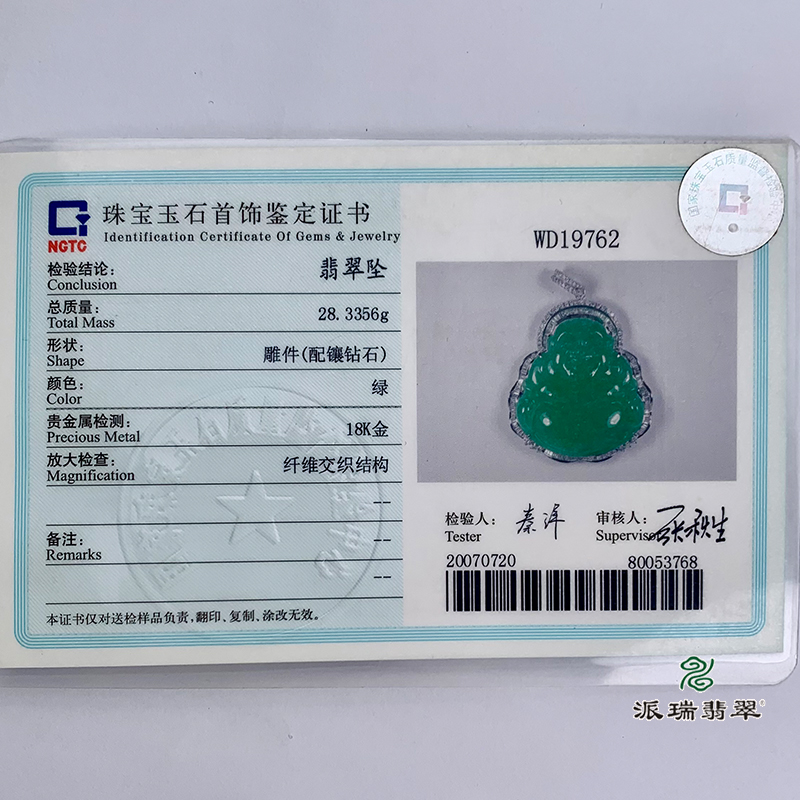 珠宝玉石首饰鉴定证书
Identification Certificate Of Gems & Jewelry
NGTC
检验结论： 翡翠坠
Conclusion
总质量： 28.3356g
Total Mass
形状： 雕件(配镶钻石)
Shape
颜色： 绿
Color
贵金属检测： 18K金
Precious Metal
放大检查： 纤维交织结构
Magnification
--
备注： --
Remarks
--
本证书仅对送检样品负责,翻印、复制、涂改无效。
WD19762
检验人： 秦洋
Tester
审核人：
Supervisor
20070720 80053768
派瑞翡翠